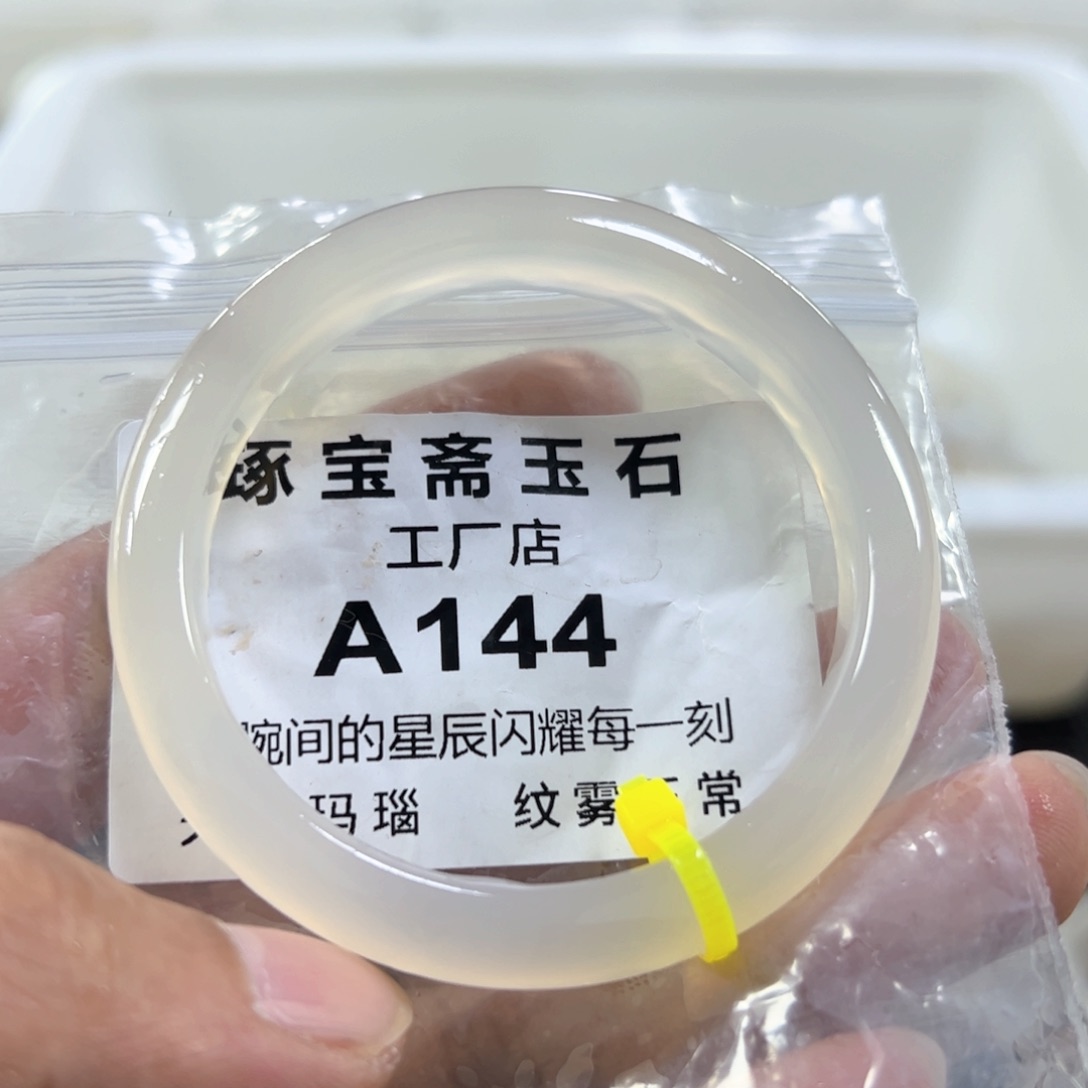 琢宝斋玉石
工厂店
A144
腕间的星辰闪耀每一刻
玛瑙 纹雾 常